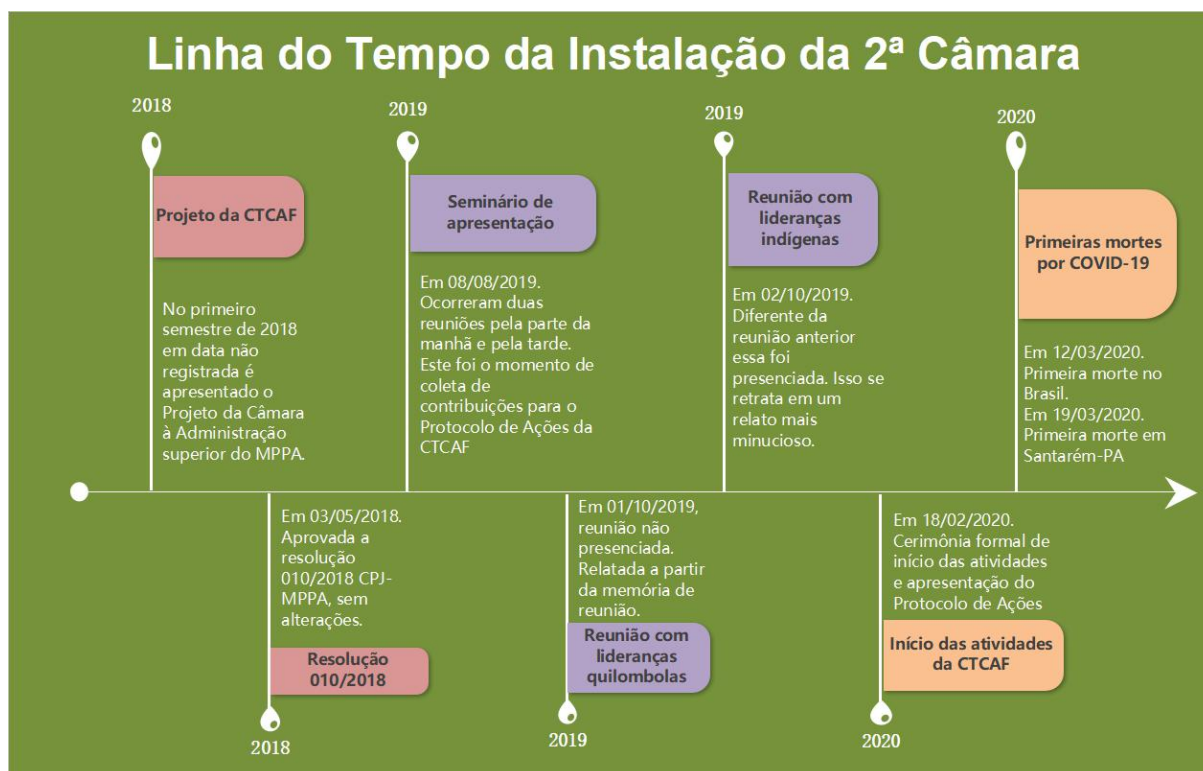 Linha do Tempo da Instalação da 2ª Câmara
2018
Projeto da CTCAF
No primeiro
semestre de 2018
em data não
registrada é
apresentado o
Projeto da Câmara
à Administração
superior do MPPA.
Em 03/05/2018.
Aprovada a
resolução
010/2018 CPJ-
MPPA, sem
alterações.
Resolução
010/2018
2018
2019
Seminário de
apresentação
Em 08/08/2019.
Ocorreram duas
reuniões pela parte da
manhã e pela tarde.
Este foi o momento de
coleta de
contribuições para o
Protocolo de Ações da
CTCAF
Em 01/10/2019,
reunião não
presenciada.
Relatada a partir
da memória de
reunião.
Reunião com
lideranças
quilombolas
2019
2019
Reunião com
lideranças
indígenas
Em 02/10/2019.
Diferente da
reunião anterior
essa foi
presenciada. Isso se
retrata em um
relato mais
minucioso.
Em 18/02/2020.
Cerimônia formal de
início das atividades
e apresentação do
Protocolo de Ações
Início das atividades
da CTCAF
2020
2020
Primeiras mortes
por COVID-19
Em 12/03/2020.
Primeira morte no
Brasil.
Em 19/03/2020.
Primeira morte em
Santarém-PA